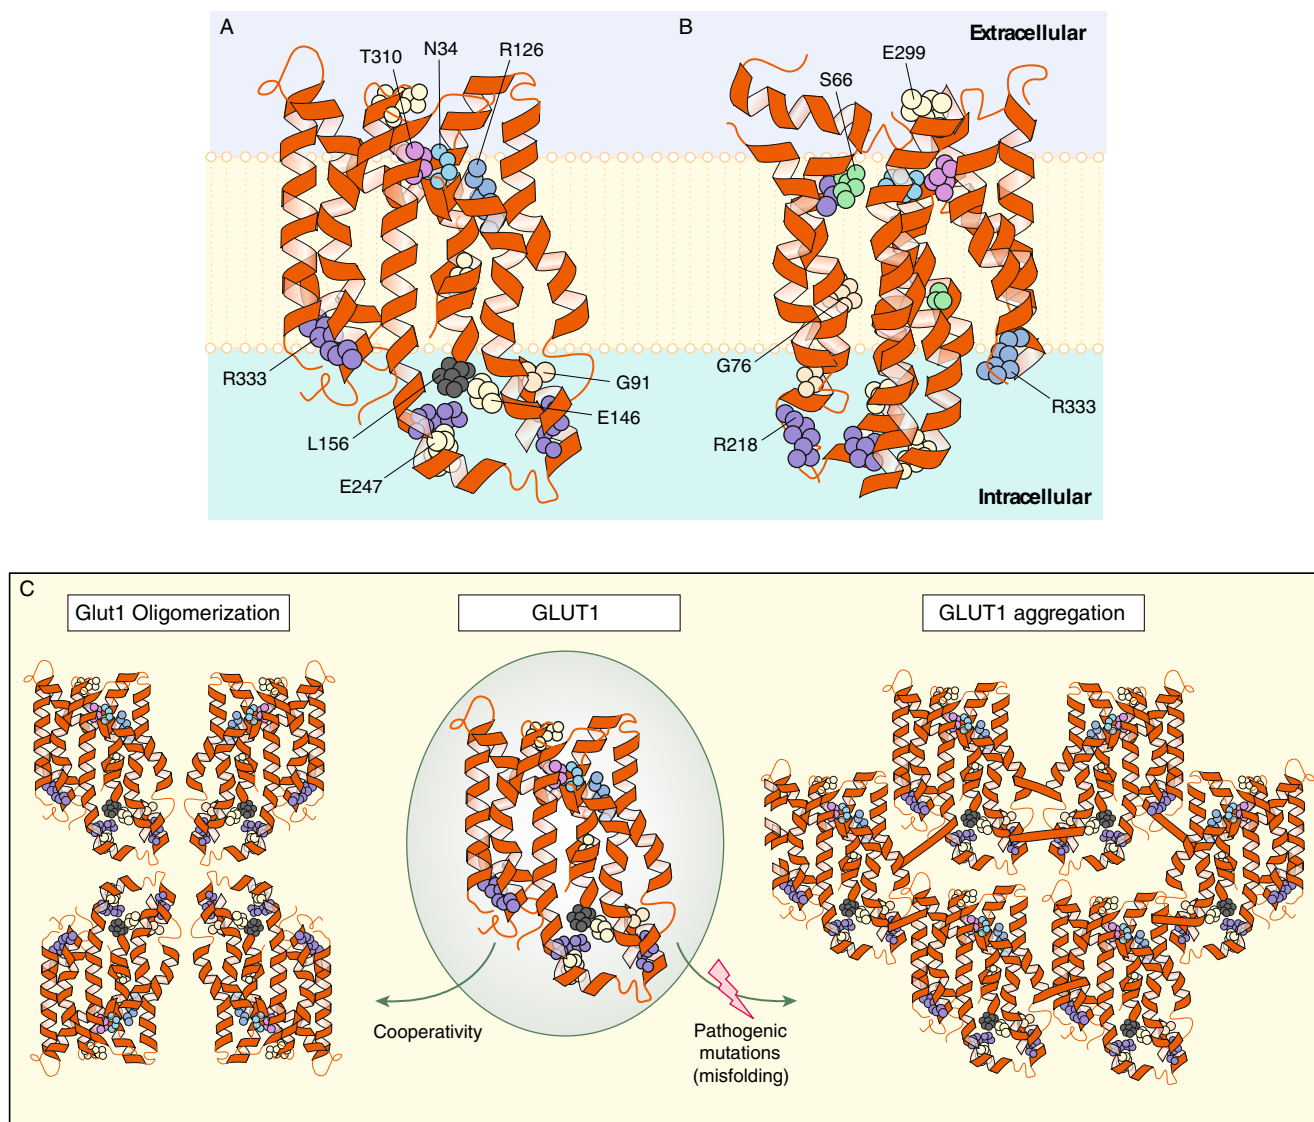 A
T310
N34
R126
R333
G91
E146
L156
E247
B
Extracellular
E299
S66
G76
R333
R218
Intracellular
C
Glut1 Oligomerization
GLUT1
GLUT1 aggregation
Cooperativity
Pathogenic
mutations
(misfolding)